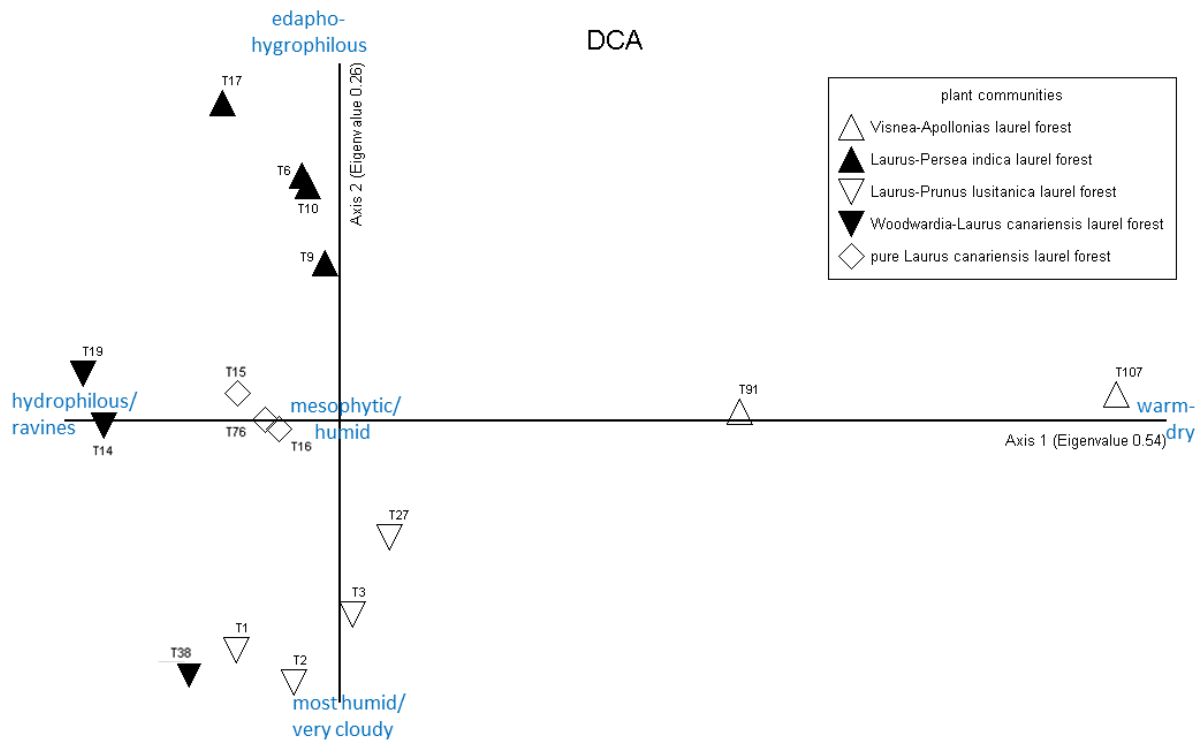 edapho-
hygrophilous
DCA
T17
Axis 2 (Eigenvalue 0.26)
plant communities
Visnea-Apollonias laurel forest
Laurus-Persea indica laurel forest
Laurus-Prunus lusitanica laurel forest
Woodwardia-Laurus canariensis laurel forest
pure Laurus canariensis laurel forest
T6
T10
T9
T19
T15
T91
T107
hydrophilous/
ravines
mesophytic/
humid
warm-
dry
T14
T76
T16
Axis 1 (Eigenvalue 0.54)
T27
T3
T1
T38
T2
most humid/
very cloudy